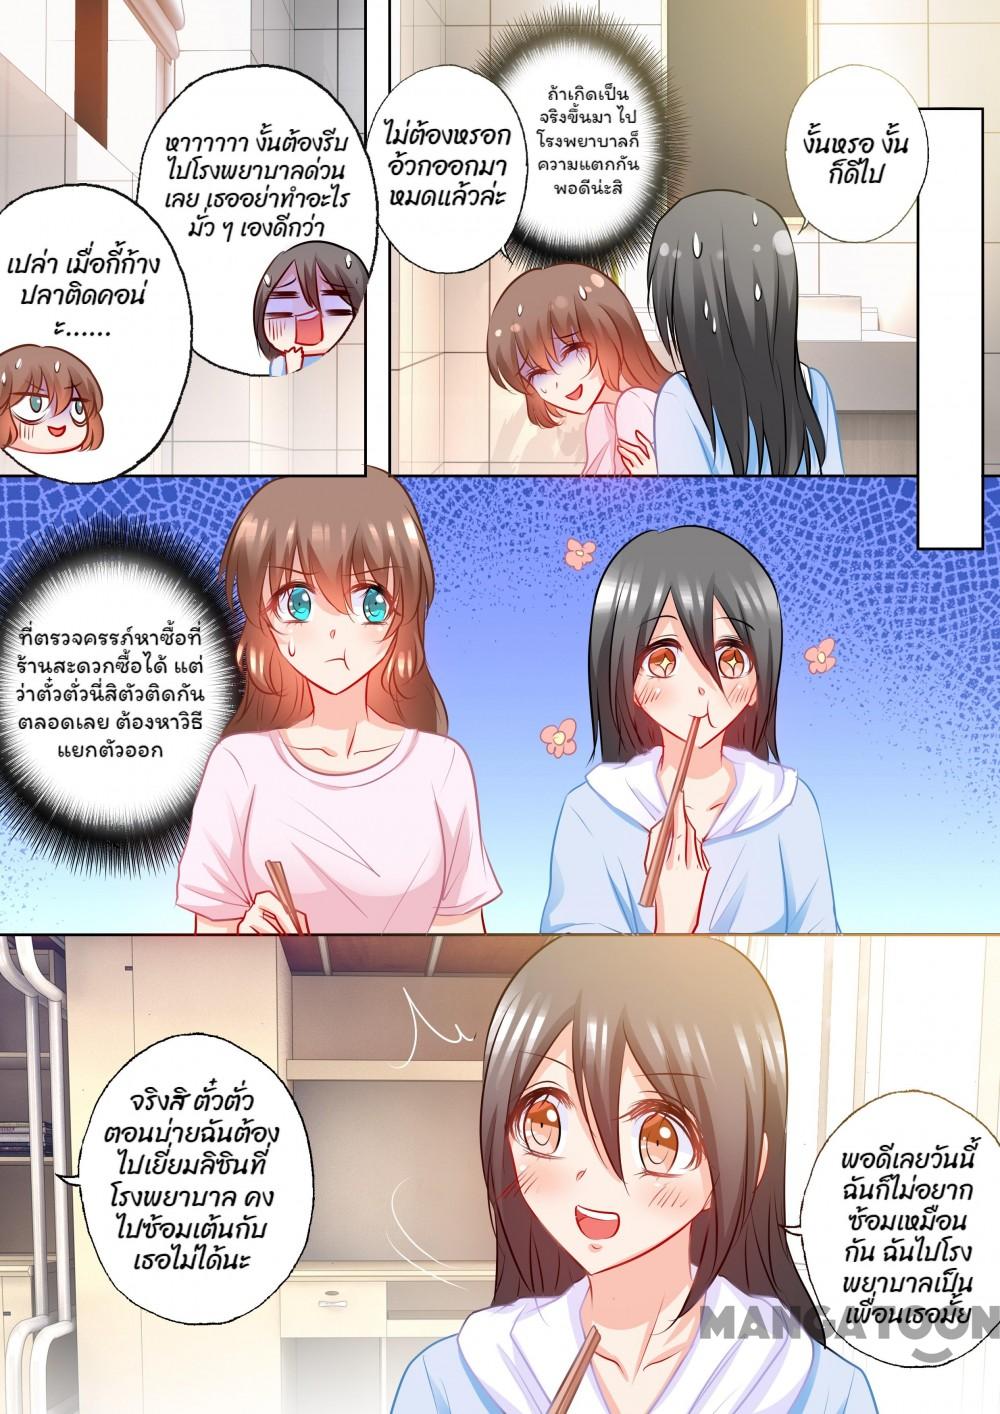 เปล่า เมื่อกี้ก้าง
ปลาติดคอน่
ะ......
หาาาาาา งั้นต้องรีบ
ไปโรงพยาบาลด่วน
เลย เธออย่าทำอะไร
มั่ว ๆ เองดีกว่า
ไม่ต้องหรอก
อ้วกออกมา
หมดแล้วล่ะ
ถ้าเกิดเป็น
จริงขึ้นมา ไป
โรงพยาบาลก็
ความแตกกัน
พอดีน่ะสิ
งั้นหรอ งั้น
ก็ดีไป
ที่ตรวจครรภ์หาซื้อที่
ร้านสะดวกซื้อได้ แต่
ว่าตั๋วตั่วนี่สิตัวติดกัน
ตลอดเลย ต้องหาวิธี
แยกตัวออก
จริงสิ ตั๋วตั่ว
ตอนบ่ายฉันต้อง
ไปเยี่ยมลิซินที่
โรงพยาบาล คง
ไปซ้อมเต้นกับ
เธอไม่ได้นะ
พอดีเลยวันนี้
ฉันก็ไม่อยาก
ซ้อมเหมือน
กัน ฉันไปโรง
พยาบาลเป็น
เพื่อนเธอมั้ย
MANGATOON